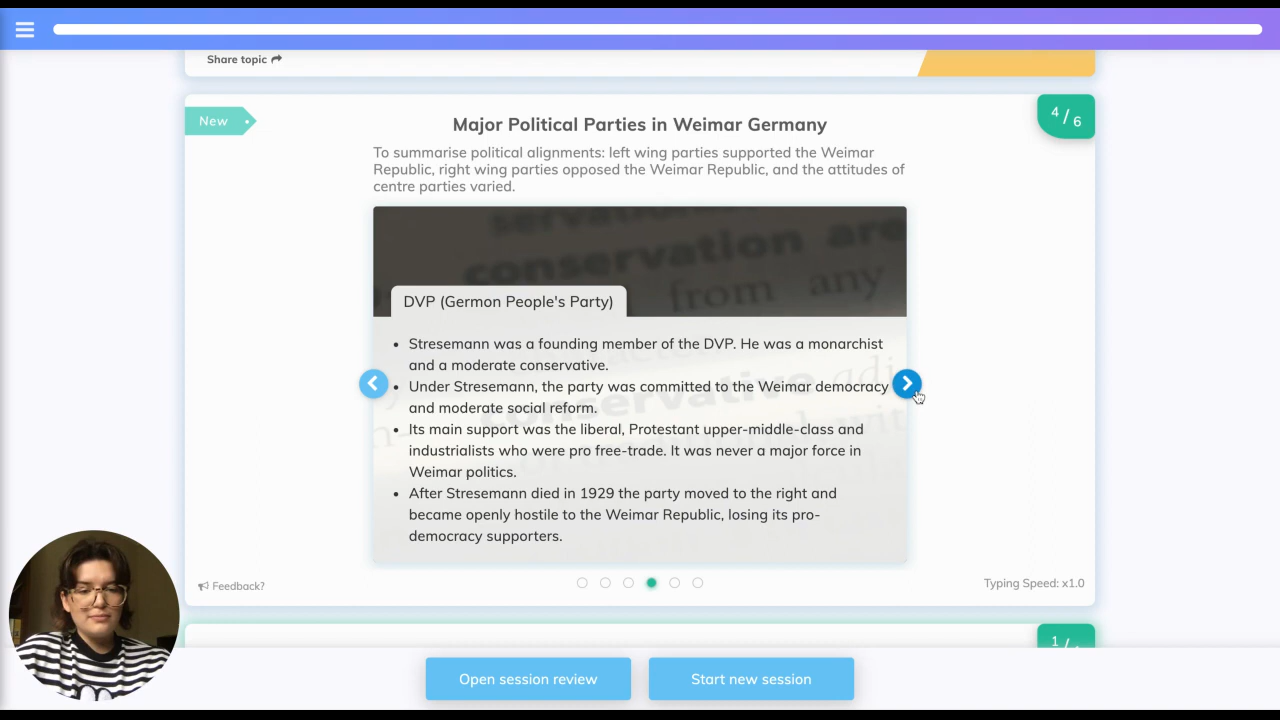 Share topic
New
Major Political Parties in Weimar Germany
4 / 6
To summarise political alignments: left wing parties supported the Weimar
Republic, right wing parties opposed the Weimar Republic, and the attitudes of
centre parties varied.
conservation are
from any
DVP (Germon People's Party)
Stresemann was a founding member of the DVP. He was a monarchist
and a moderate conservative.
Under Stresemann, the party was committed to the Weimar democracy
and moderate social reform.
Its main support was the liberal, Protestant upper-middle-class and
industrialists who were pro free-trade. It was never a major force in
Weimar politics.
After Stresemann died in 1929 the party moved to the right and
became openly hostile to the Weimar Republic, losing its pro-
democracy supporters.
Feedback?
Typing Speed: x1.0
1 /
Open session review
Start new session